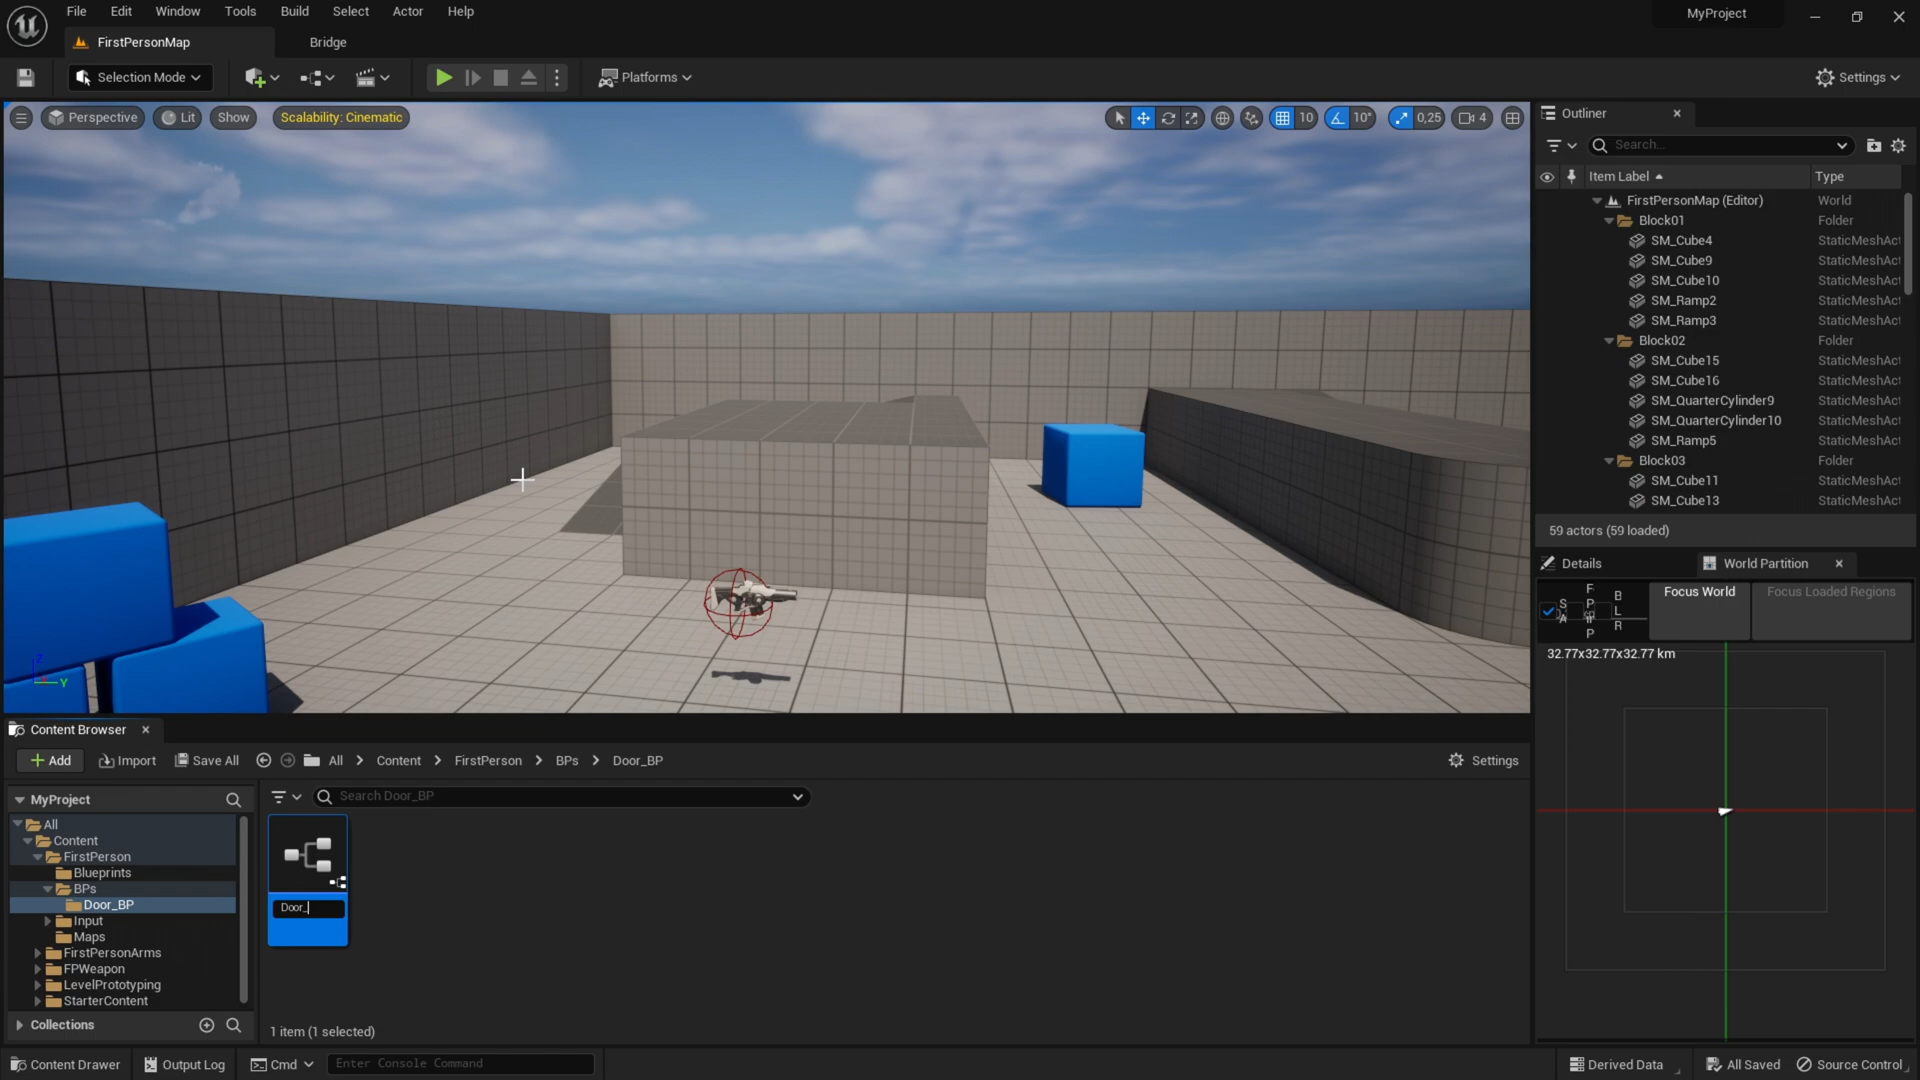 File Edit Window Tools Build Select Actor Help
MyProject
FirstPersonMap
Bridge
Selection Mode
Platforms
Settings
Perspective
Lit
Show
Scalability: Cinematic
10
10°
0,25
4
Outliner
Search...
Item Label
Type
FirstPersonMap (Editor) World
Block01 Folder
SM_Cube4 StaticMeshAct
SM_Cube9 StaticMeshAct
SM_Cube10 StaticMeshAct
SM_Ramp2 StaticMeshAct
SM_Ramp3 StaticMeshAct
Block02 Folder
SM_Cube15 StaticMeshAct
SM_Cube16 StaticMeshAct
SM_QuarterCylinder9 StaticMeshAct
SM_QuarterCylinder10 StaticMeshAct
SM_Ramp5 StaticMeshAct
Block03 Folder
SM_Cube11 StaticMeshAct
SM_Cube13 StaticMeshAct
59 actors (59 loaded)
Details
World Partition
Focus World
Focus Loaded Regions
32.77x32.77x32.77 km
Z
Y
Content Browser
Add
Import
Save All
All > Content > FirstPerson > BPs > Door_BP
Settings
MyProject
Search Door_BP
All
Content
FirstPerson
Blueprints
BPs
Door_BP
Input
Maps
FirstPersonArms
FPWeapon
LevelPrototyping
StarterContent
Collections
Door_
1 item (1 selected)
Content Drawer
Output Log
Cmd
Enter Console Command
Derived Data
All Saved
Source Control